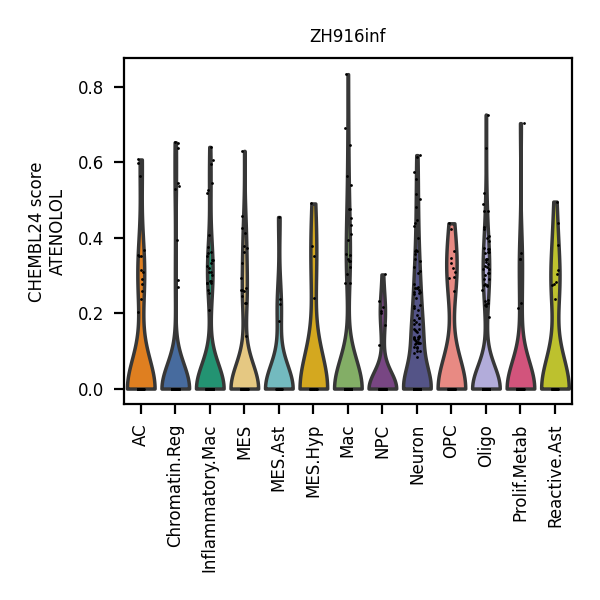 ZH916inf
CHEMBL24 score
ATENOLOL
0.8
0.6
0.4
0.2
0.0
AC
Chromatin.Reg
Inflammatory.Mac
MES
MES.Ast
MES.Hyp
Mac
NPC
Neuron
OPC
Oligo
Prolif.Metab
Reactive.Ast